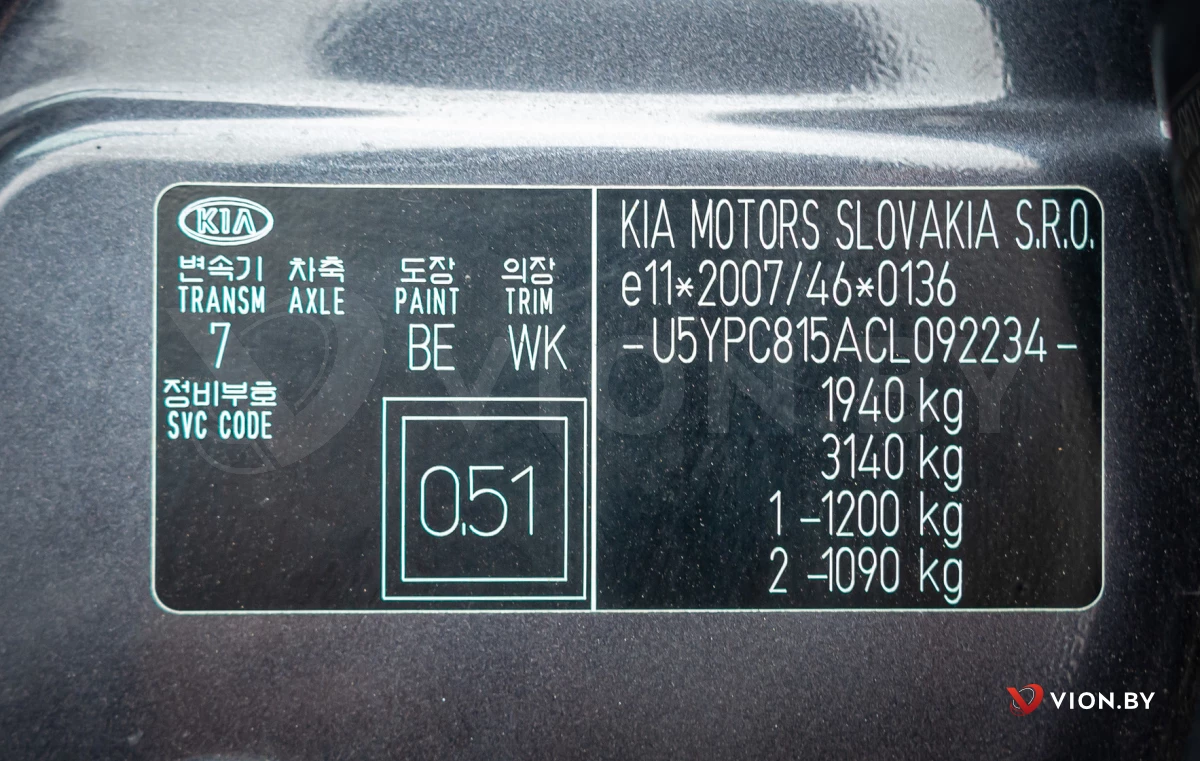 KIA
변속기 차축 도장 의장
TRANSM AXLE PAINT TRIM
7 BE WK
정비부호
SVC CODE
0.51
KIA MOTORS SLOVAKIA S.R.O.
e11*2007/46*0136
-U5YPC815ACL092234-
1940 kg
3140 kg
1 -1200 kg
2 -1090 kg
VION.BY
VION.BY